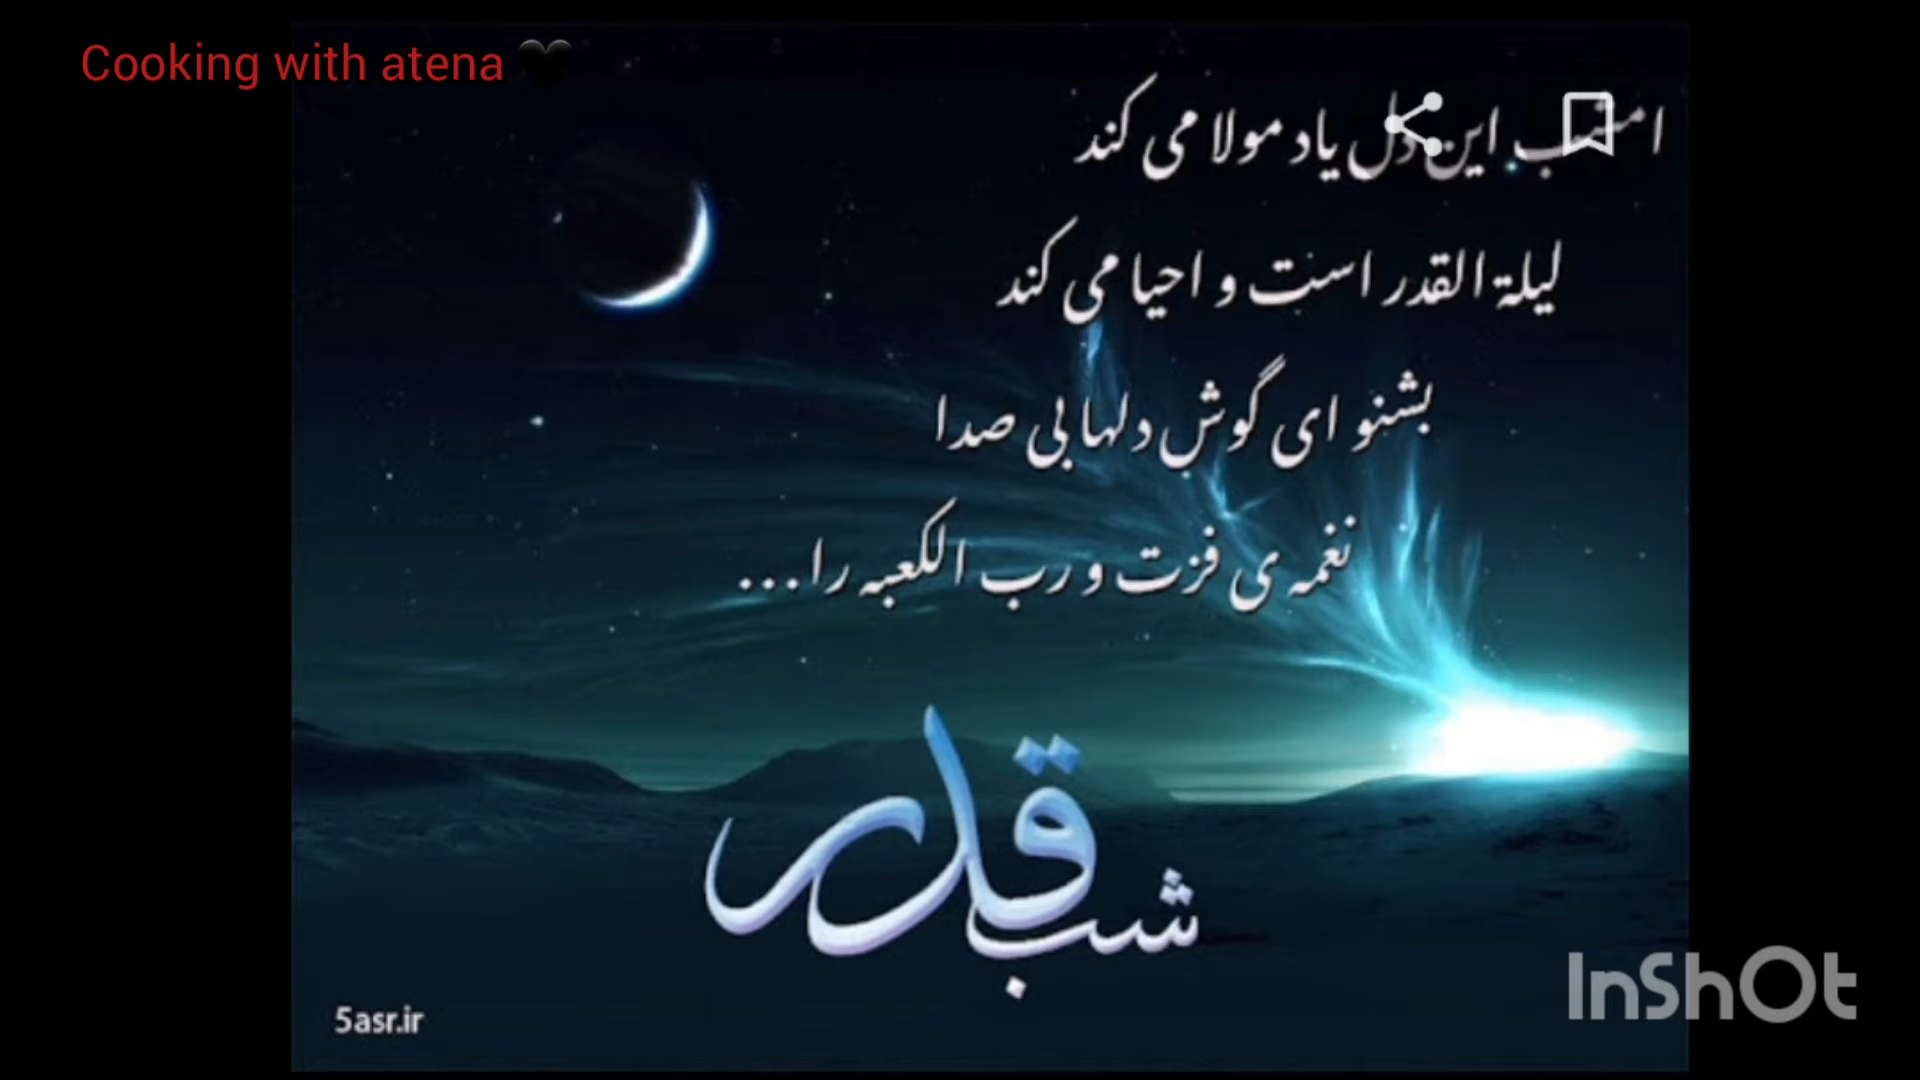 Cooking with atena 🖤
امشب این دل یاد مولا می کند
لیلة القدر است و احیا می کند
بشنو ای گوش دلها بی صدا
نغمه ی فزت و رب الکعبه را...
شب قدر
5asr.ir
InShOt